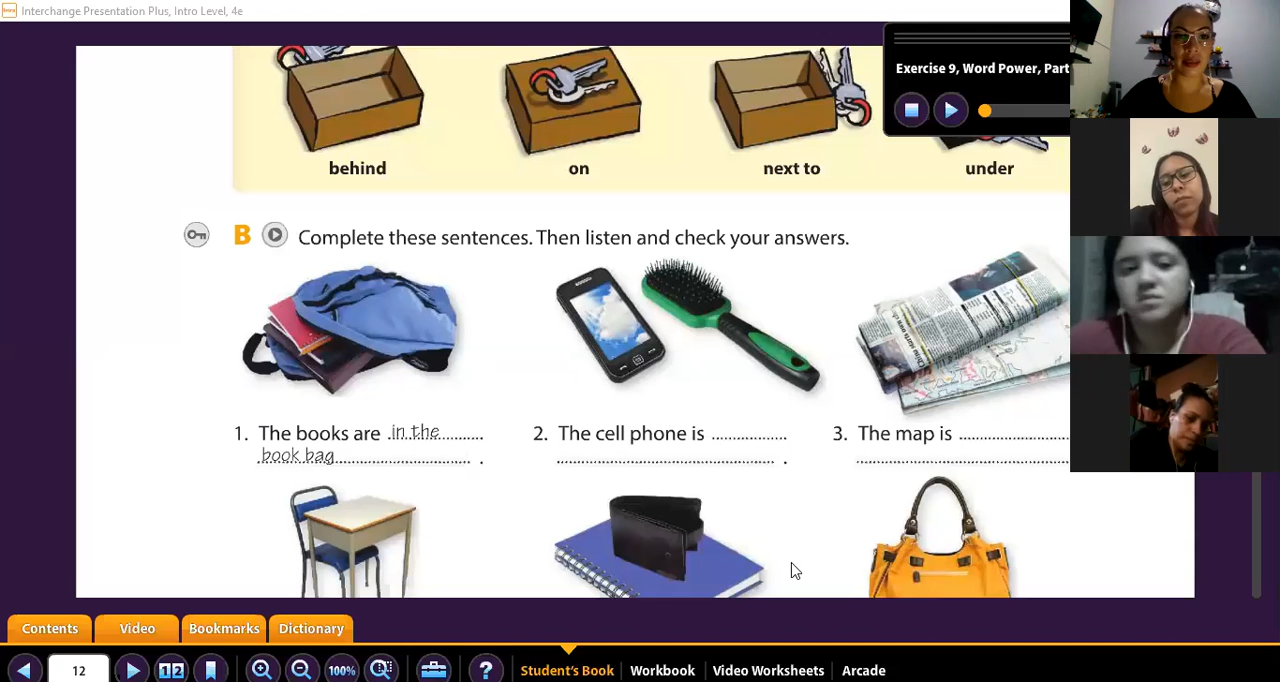 Interchange Presentation Plus, Intro Level, 4e
Exercise 9, Word Power, Part
behind
on
next to
under
B Complete these sentences. Then listen and check your answers.
1. The books are in the
book bag.
2. The cell phone is
.
3. The map is
Contents
Video
Bookmarks
Dictionary
12
1 2
100%
?
Student's Book
Workbook
Video Worksheets
Arcade